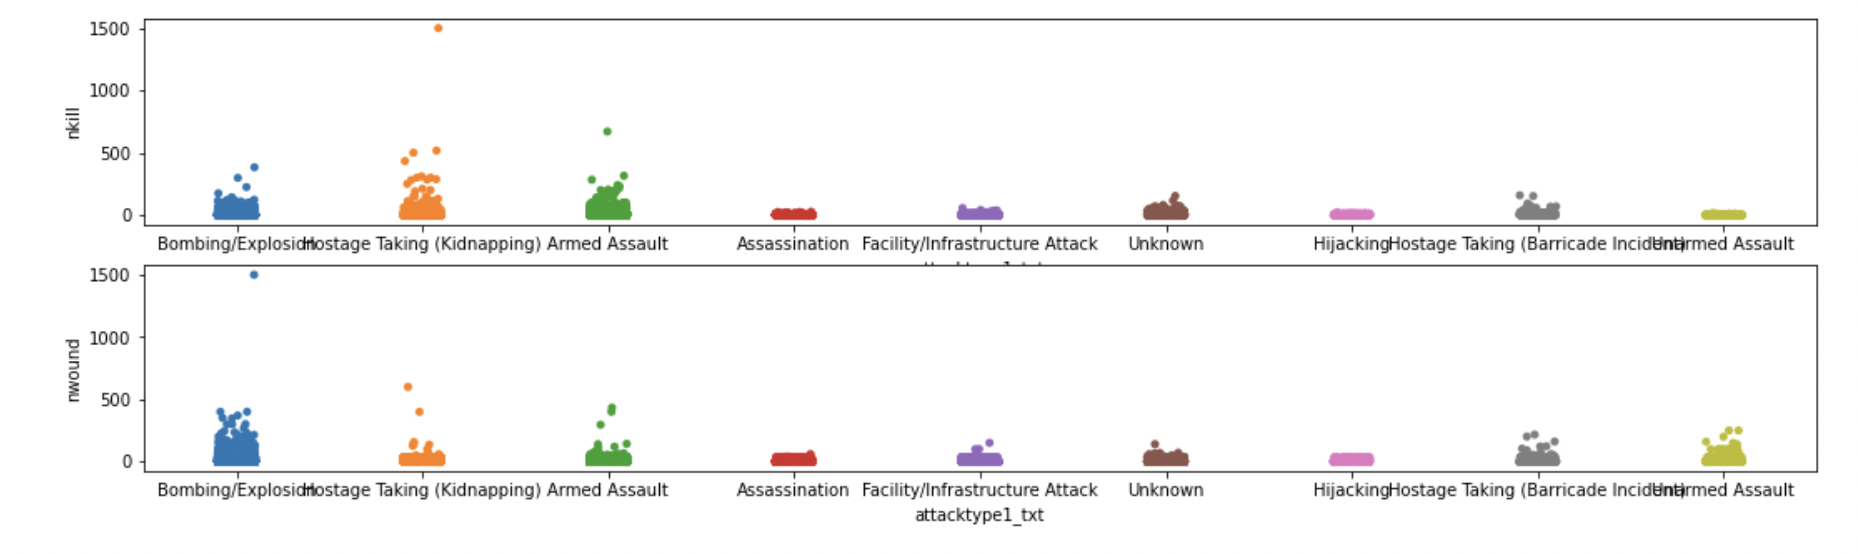 1500
1000
500
0
nkill
Bombing/Explosion Hostage Taking (Kidnapping) Armed Assault Assassination Facility/Infrastructure Attack Unknown Hijacking Hostage Taking (Barricade Incident) Unarmed Assault
1500
1000
500
0
nwound
Bombing/Explosion Hostage Taking (Kidnapping) Armed Assault Assassination Facility/Infrastructure Attack Unknown Hijacking Hostage Taking (Barricade Incident) Unarmed Assault
attacktype1_txt